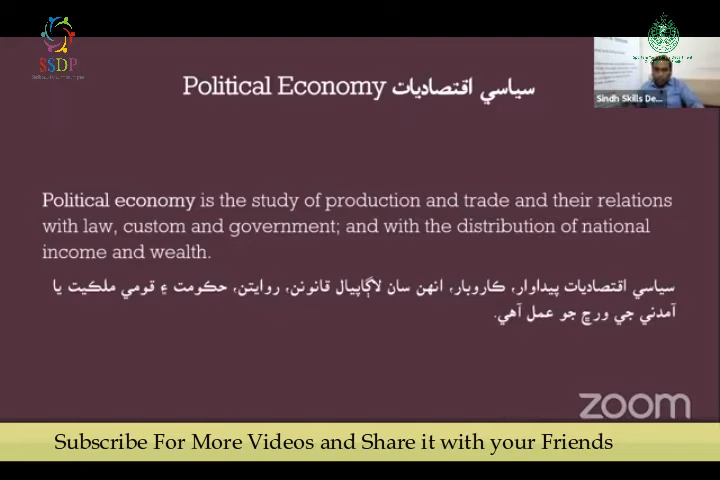 SSDP
Sindh Skills De...
Political Economy سياسي اقتصاديات
Political economy is the study of production and trade and their relations
with law, custom and government; and with the distribution of national
income and wealth.
سياسي اقتصاديات پيداوار، ڪاروبار، انهن سان لاڳاپيل قانونن، روايتن، حڪومت ۽ قومي ملڪيت يا
آمدني جي ورڇ جو عمل آهي.
zoom
Subscribe For More Videos and Share it with your Friends